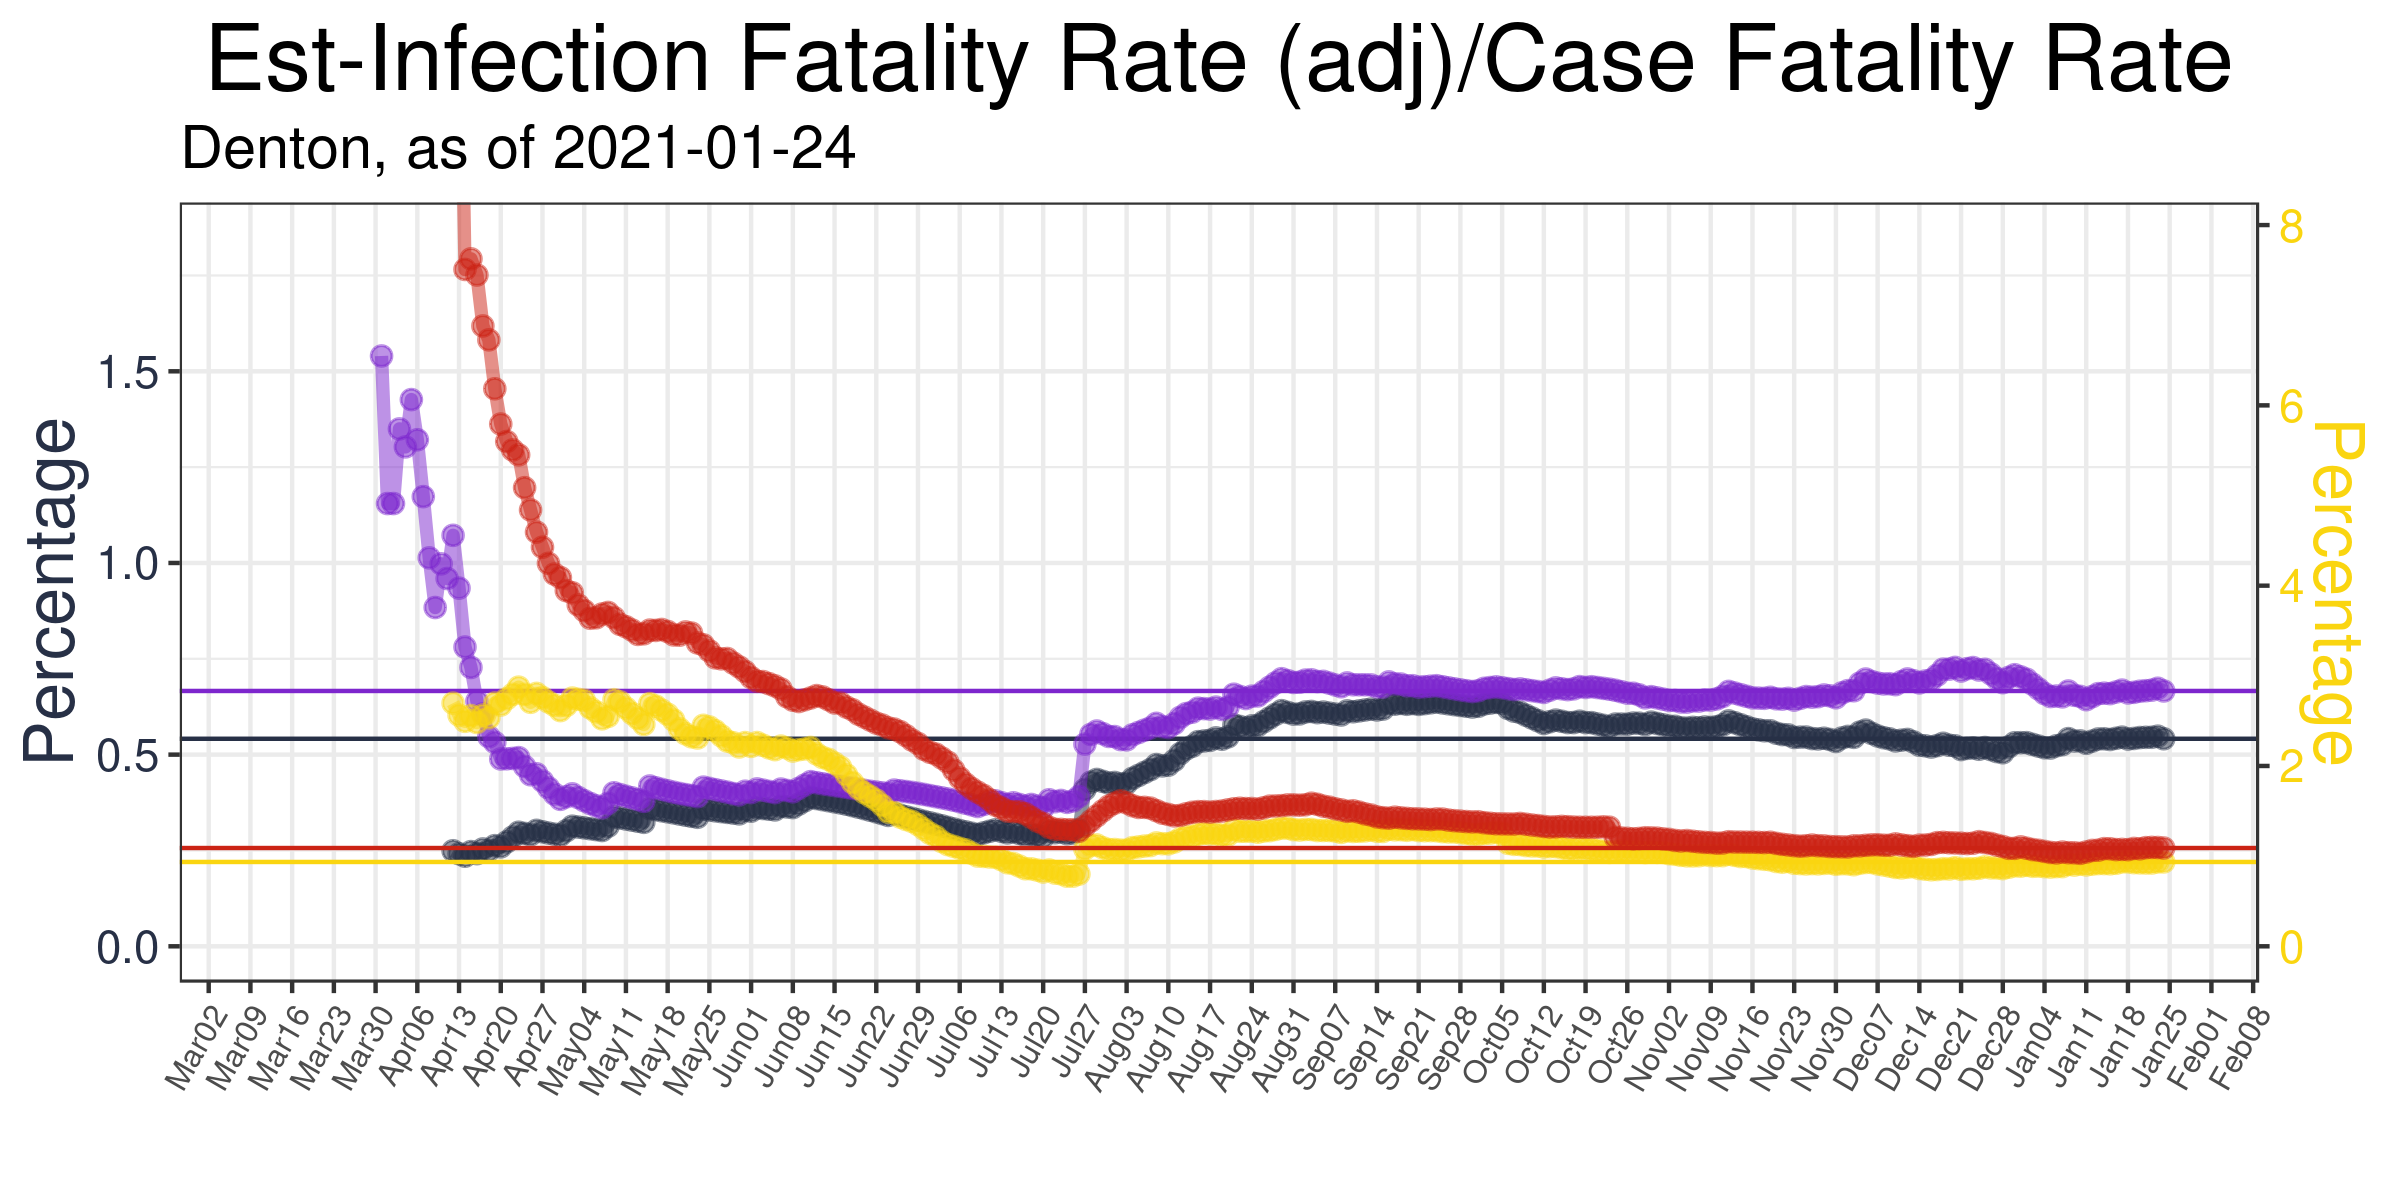 Est-Infection Fatality Rate (adj)/Case Fatality Rate
Denton, as of 2021-01-24
Percentage
1.5
1.0
0.5
0.0
8
6
4
2
0
Percentage
Mar02 Mar09 Mar16 Mar23 Mar30 Apr06 Apr13 Apr20 Apr27 May04 May11 May18 May25 Jun01 Jun08 Jun15 Jun22 Jun29 Jul06 Jul13 Jul20 Jul27 Aug03 Aug10 Aug17 Aug24 Aug31 Sep07 Sep14 Sep21 Sep28 Oct05 Oct12 Oct19 Oct26 Nov02 Nov09 Nov16 Nov23 Nov30 Dec07 Dec14 Dec21 Dec28 Jan04 Jan11 Jan18 Jan25 Feb01 Feb08